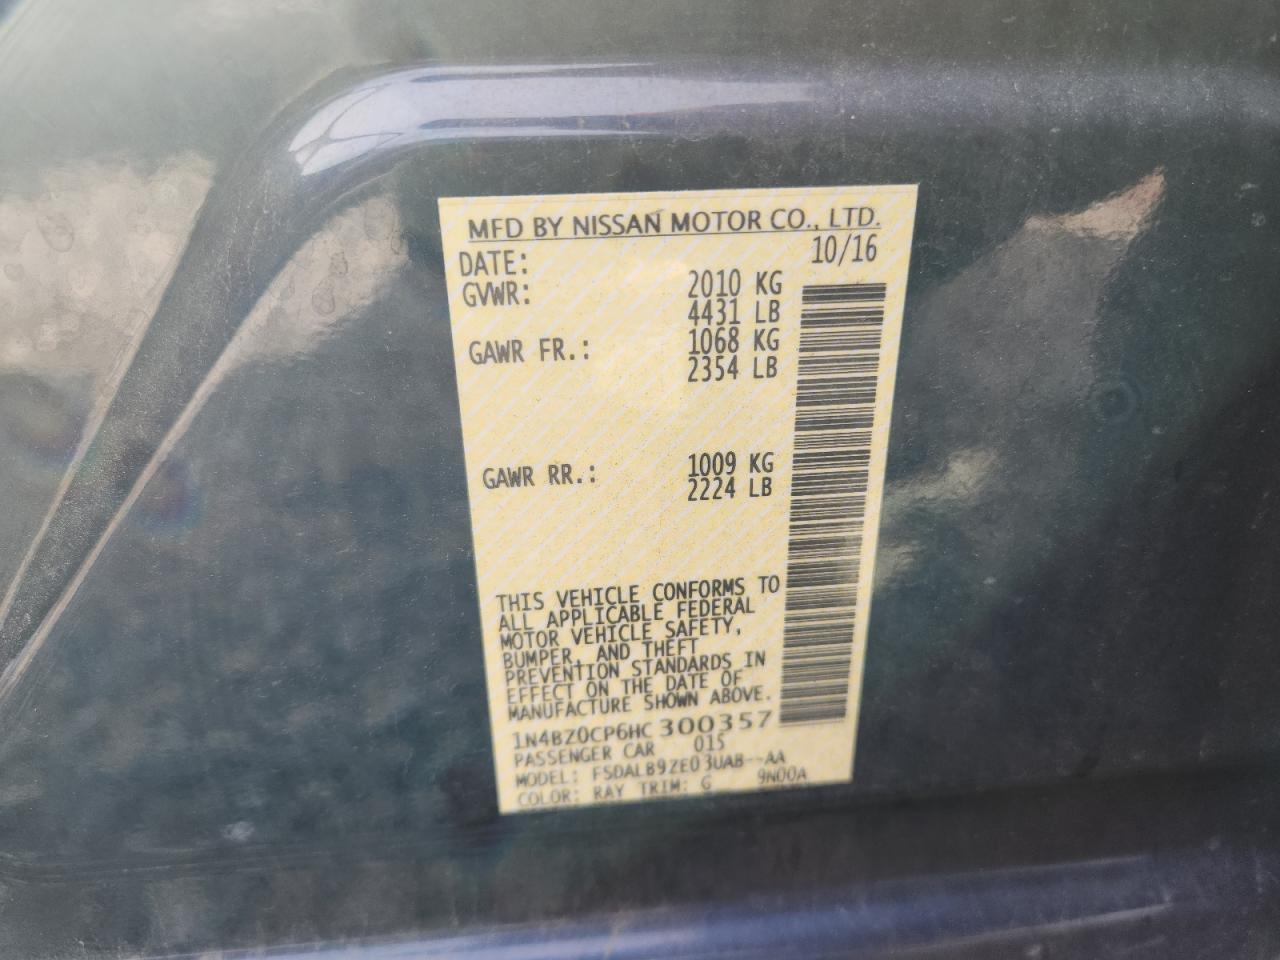 MFD BY NISSAN MOTOR CO., LTD.
DATE: 10/16
GVWR: 2010 KG
4431 LB
GAWR FR.: 1068 KG
2354 LB
GAWR RR.: 1009 KG
2224 LB
THIS VEHICLE CONFORMS TO
ALL APPLICABLE FEDERAL
MOTOR VEHICLE SAFETY,
BUMPER, AND THEFT
PREVENTION STANDARDS IN
EFFECT ON THE DATE OF
MANUFACTURE SHOWN ABOVE.
1N4BZ0CP6HC300357
PASSENGER CAR 015
MODEL: FSDALB9ZE03UAB--AA
COLOR: RAY TRIM: G 9N00A